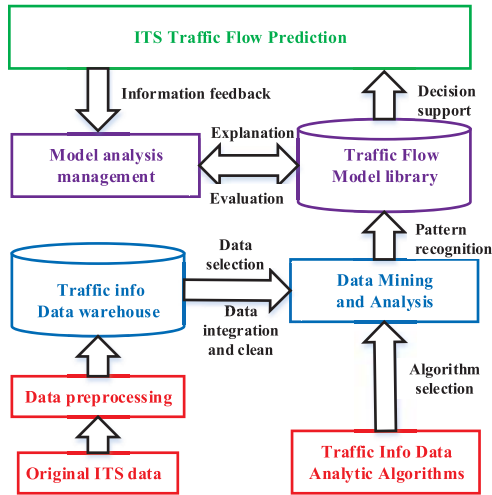 ITS Traffic Flow Prediction
Information feedback
Decision
support
Model analysis
management
Explanation
Evaluation
Traffic Flow
Model library
Pattern
recognition
Traffic info
Data warehouse
Data
selection
Data
integration
and clean
Data Mining
and Analysis
Data preprocessing
Algorithm
selection
Original ITS data
Traffic Info Data
Analytic Algorithms